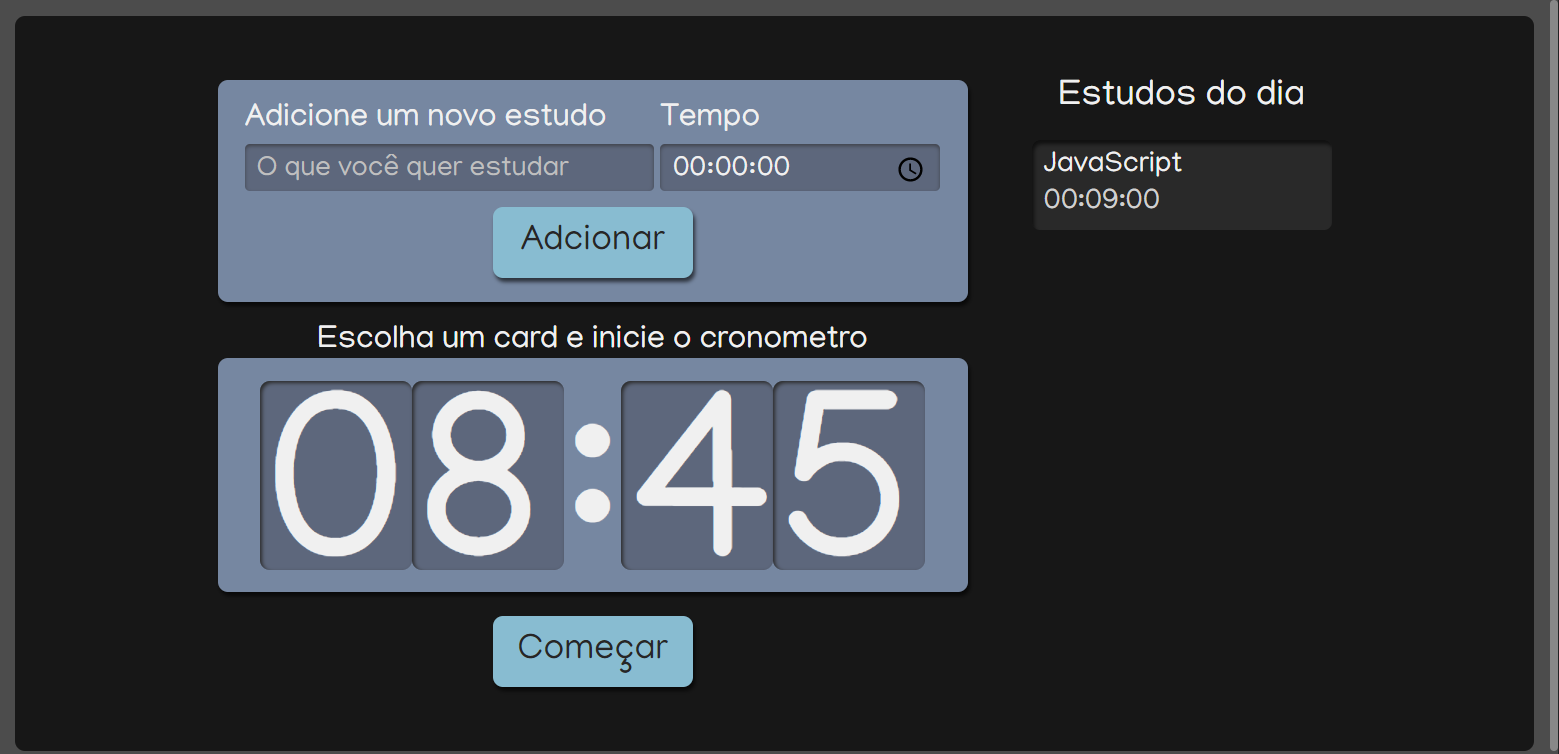 Adicione um novo estudo Tempo
O que você quer estudar 00:00:00
Adcionar
Escolha um card e inicie o cronometro
08:45
Começar
Estudos do dia
JavaScript
00:09:00